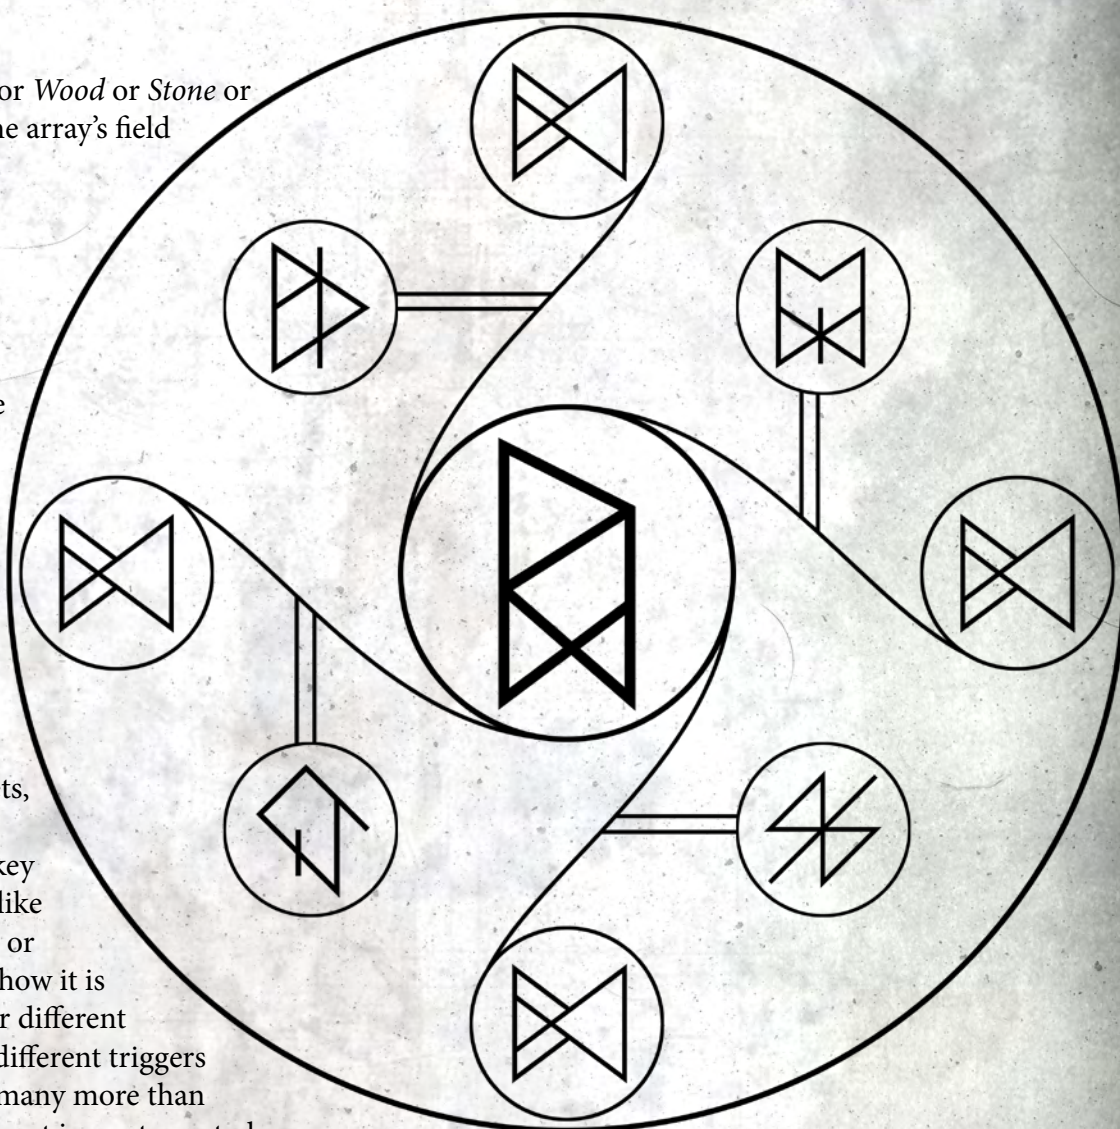 or Wood or Stone or
array's field
ts,
key
like
or
how it is
r different
different triggers
many more than